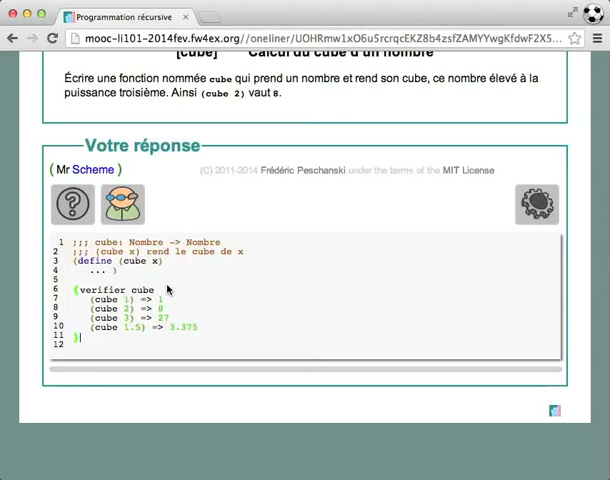 Programmation récursive
mooc-li101-2014fev.fw4ex.org//oneliner/
[cube] Calcul du cube d'un nombre
Écrire une fonction nommée cube qui prend un nombre et rend son cube, ce nombre élevé à la
puissance troisième. Ainsi (cube 2) vaut 8.
Votre réponse
( Mr Scheme ) (C) 2011-2014 Frédéric Peschanski under the terms of the MIT License
1 ;;; cube: Nombre -> Nombre
2 ;;; (cube x) rend le cube de x
3 (define (cube x)
4 ... )
5
6 (verifier cube
7 (cube 1) => 1
8 (cube 2) => 8
9 (cube 3) => 27
10 (cube 1.5) => 3.375
11 )
12